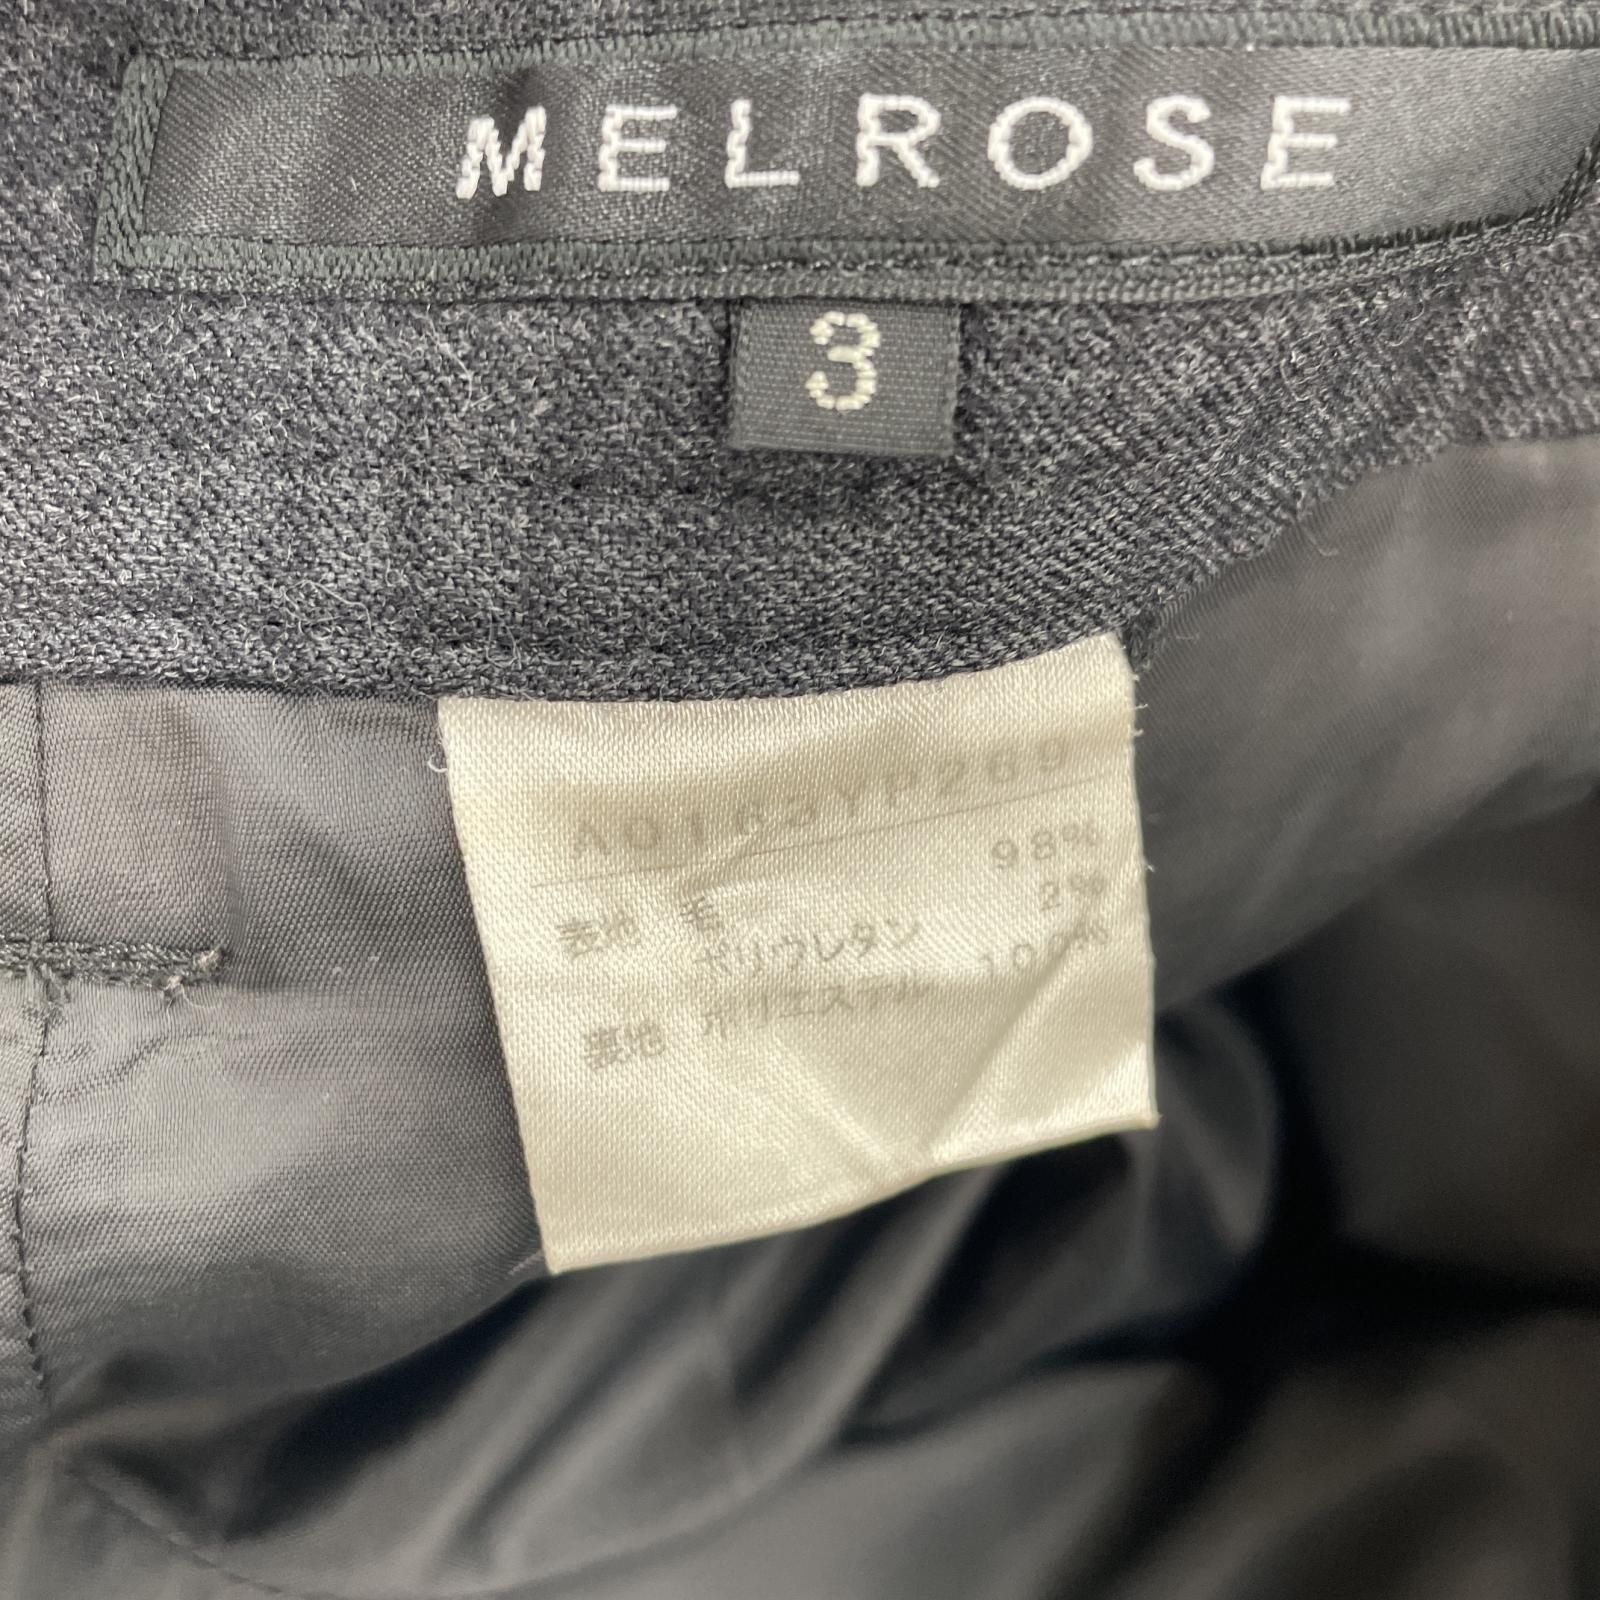 MELROSE
3
A0163YP269
表地 毛 98%
ポリウレタン 2%
裏地 ポリエステル 100%